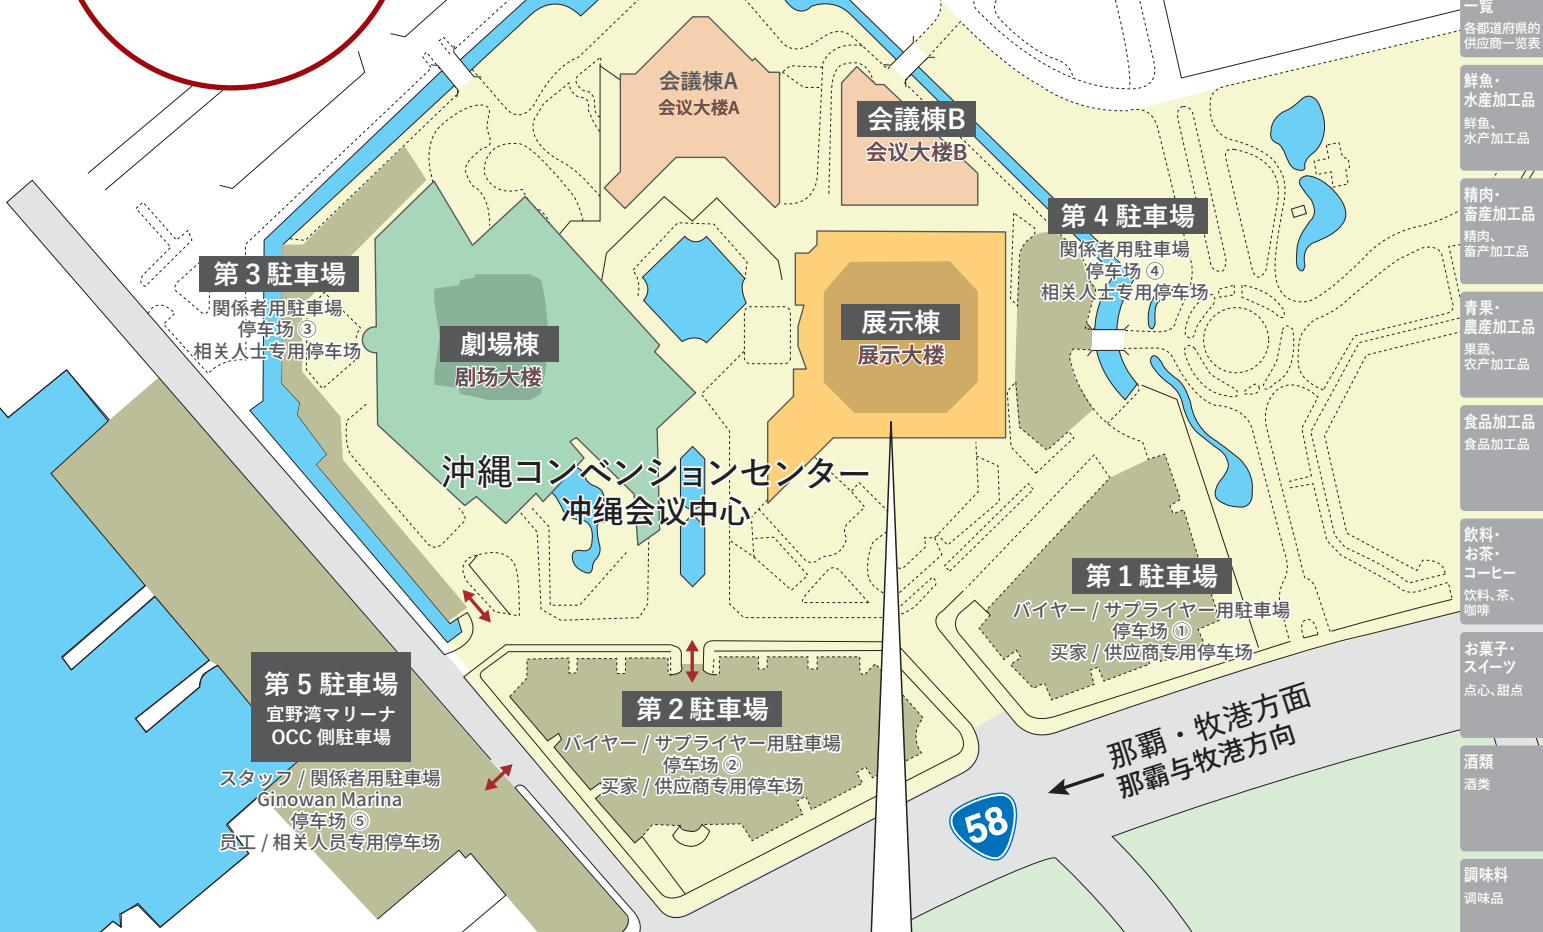 会議棟A
会议大楼A
会議棟B
会议大楼B
第4駐車場
関係者用駐車場
停车场 ④
相关人士专用停车场
第3駐車場
関係者用駐車場
停车场 ③
相关人士专用停车场
劇場棟
剧场大楼
展示棟
展示大楼
沖縄コンベンションセンター
冲绳会议中心
第1駐車場
バイヤー / サプライヤー用駐車場
停车场 ①
买家 / 供应商专用停车场
第2駐車場
バイヤー / サプライヤー用駐車場
停车场 ②
买家 / 供应商专用停车场
第5駐車場
宜野湾マリーナ
OCC 側駐車場
スタッフ / 関係者用駐車場
Ginowan Marina
停车场 ⑤
员工 / 相关人员专用停车场
那覇・牧港方面
那霸与牧港方向
58
一覧
各都道府県的
供应商一览表
鮮魚・
水産加工品
鲜鱼、
水产加工品
精肉・
畜産加工品
精肉、
畜产加工品
青果・
農産加工品
果蔬、
农产加工品
食品加工品
食品加工品
飲料・
お茶・
コーヒー
饮料、茶、
咖啡
お菓子・
スイーツ
点心、甜点
酒類
酒类
調味料
调味品